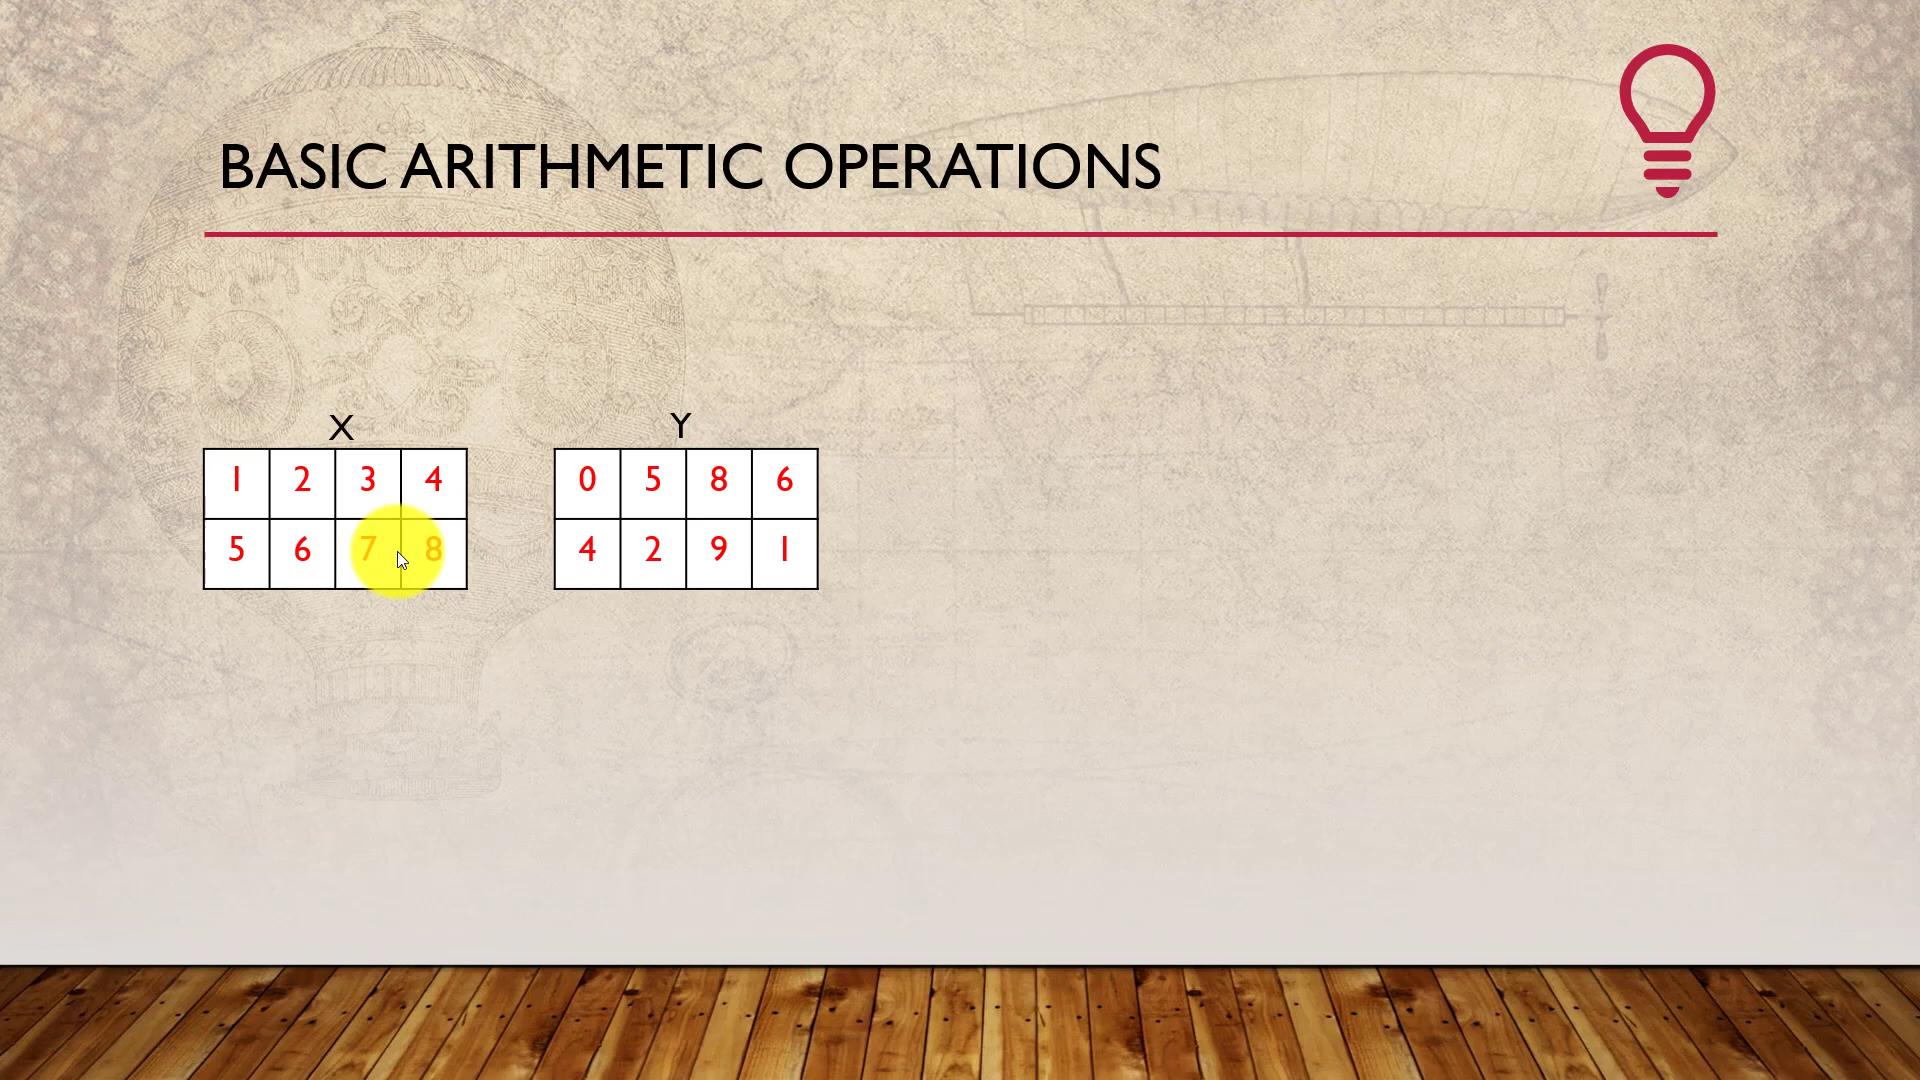 BASIC ARITHMETIC OPERATIONS
X Y
1 2 3 4 0 5 8 6
5 6 7 8 4 2 9 1